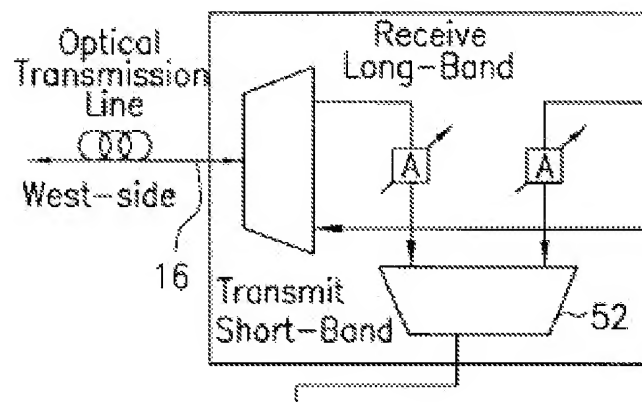 Optical
Transmission
Line
West-side
16
Receive
Long-Band
A
A
Transmit
Short-Band
52